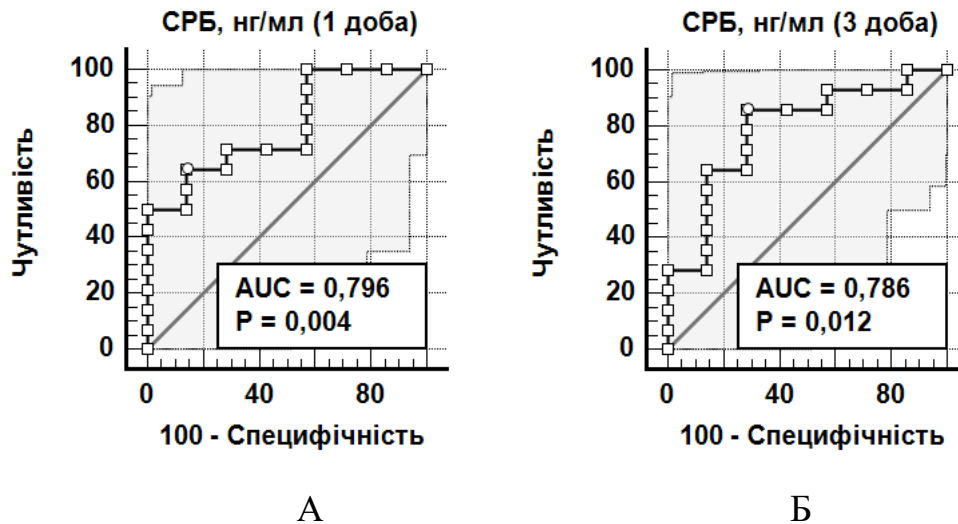 СРБ, нг/мл (1 доба)
Чутливість
100
80
60
40
20
0
AUC = 0,796
P = 0,004
0 40 80
100 - Специфічність
А
СРБ, нг/мл (3 доба)
Чутливість
100
80
60
40
20
0
AUC = 0,786
P = 0,012
0 40 80
100 - Специфічність
Б